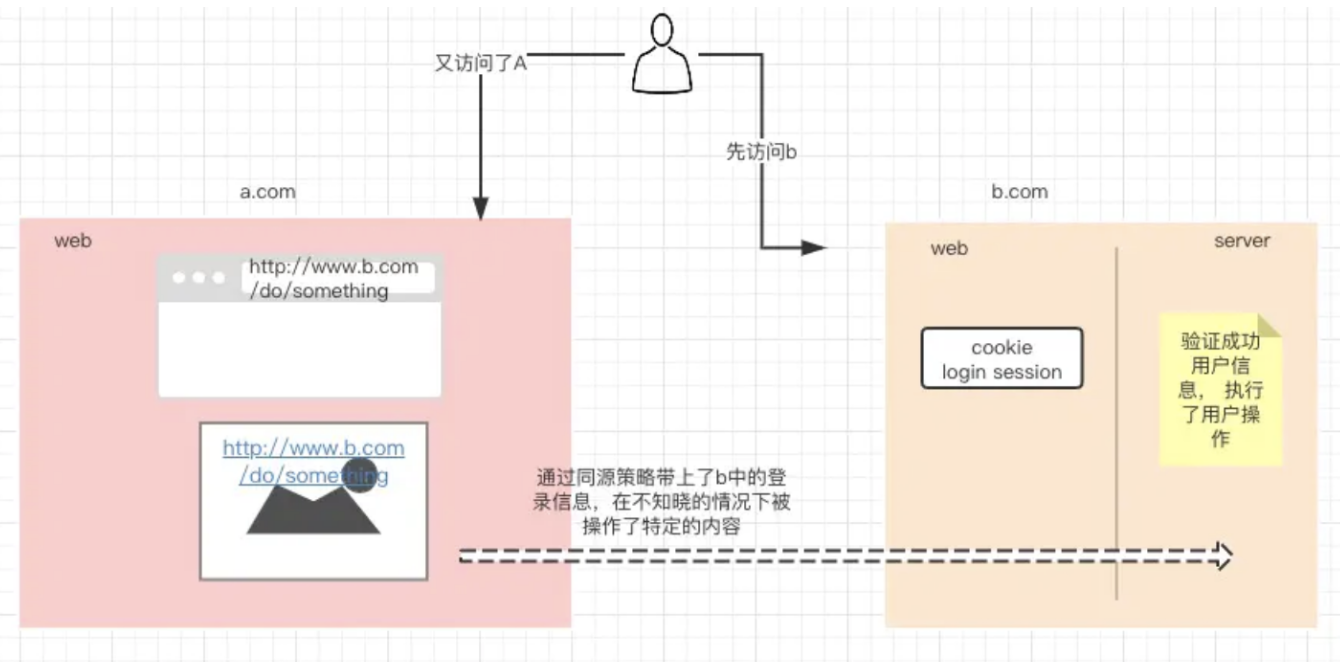 又访问了A
先访问b
a.com
b.com
web
http://www.b.com
/do/something
http://www.b.com
/do/something
通过同源策略带上了b中的登
录信息，在不知晓的情况下被
操作了特定的内容
web
server
cookie
login session
验证成功
用户信
息， 执行
了用户操
作